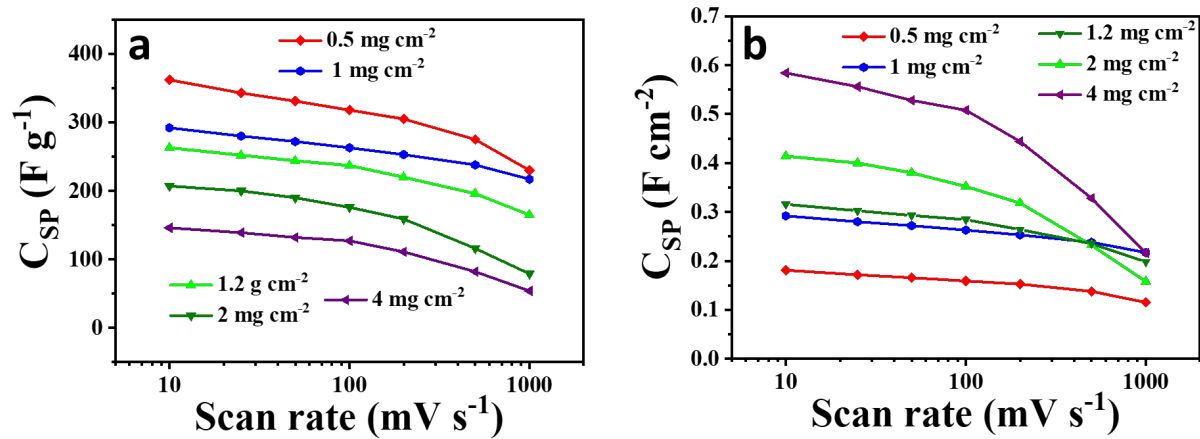 a
0.5 mg cm⁻²
1 mg cm⁻²
400
300
200
100
0
C_SP (F g⁻¹)
1.2 g cm⁻²
2 mg cm⁻²
4 mg cm⁻²
10
100
1000
Scan rate (mV s⁻¹)
b
0.5 mg cm⁻²
1 mg cm⁻²
1.2 mg cm⁻²
2 mg cm⁻²
4 mg cm⁻²
0.7
0.6
0.5
0.4
0.3
0.2
0.1
0.0
C_SP (F cm⁻²)
10
100
1000
Scan rate (mV s⁻¹)